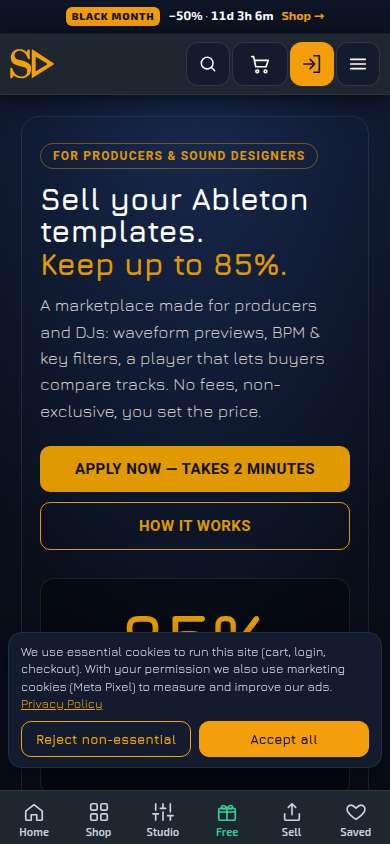 BLACK MONTH −50% · 11d 3h 6m Shop →
S
FOR PRODUCERS & SOUND DESIGNERS
Sell your Ableton
templates.
Keep up to 85%.
A marketplace made for producers
and DJs: waveform previews, BPM &
key filters, a player that lets buyers
compare tracks. No fees, non-
exclusive, you set the price.
APPLY NOW — TAKES 2 MINUTES
HOW IT WORKS
85%
We use essential cookies to run this site (cart, login,
checkout). With your permission we also use marketing
cookies (Meta Pixel) to measure and improve our ads.
Privacy Policy
Reject non-essential Accept all
Home Shop Studio Free Sell Saved